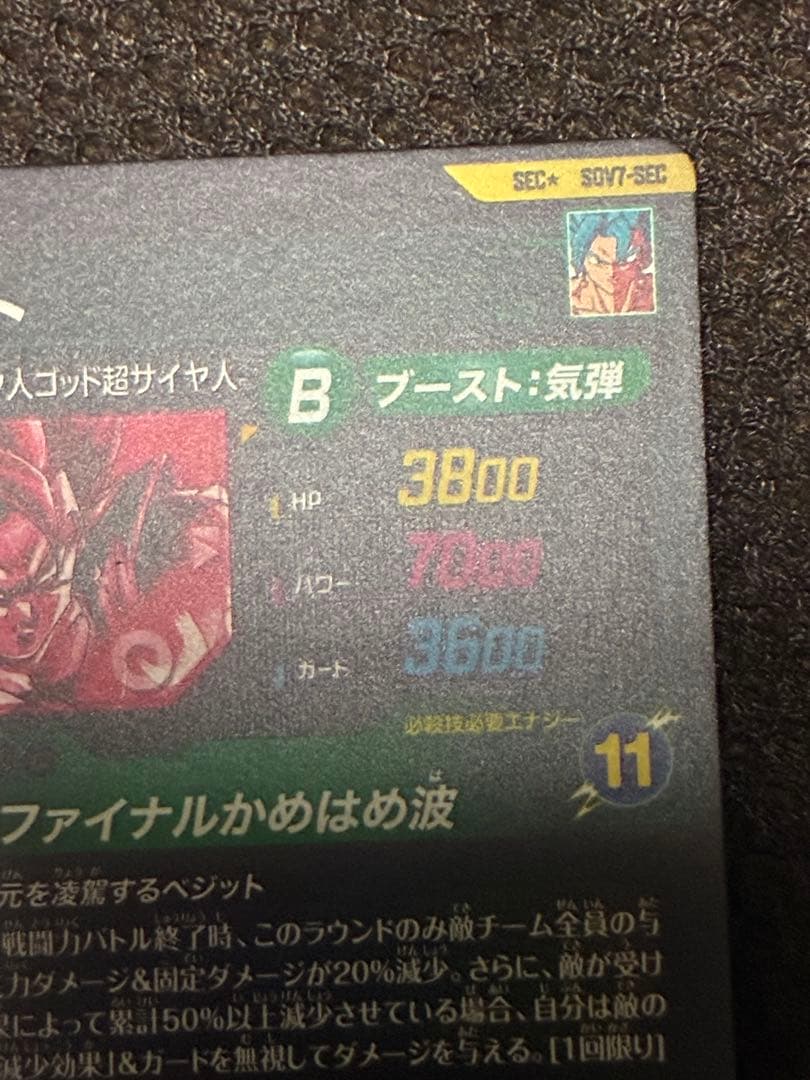 SEC★ SDV7-SEC
人ゴッド超サイヤ人
B ブースト:気弾
HP 3800
パワー 7000
ガード 3600
必殺技必要エナジー 11
ファイナルかめはめ波
元を凌駕するベジット
戦闘力バトル終了時、このラウンドのみ敵チーム全員の与
力ダメージ&固定ダメージが20%減少。さらに、敵が受け
によって累計50%以上減少させている場合、自分は敵の
減少効果」&ガードを無視してダメージを与える。[1回限り]